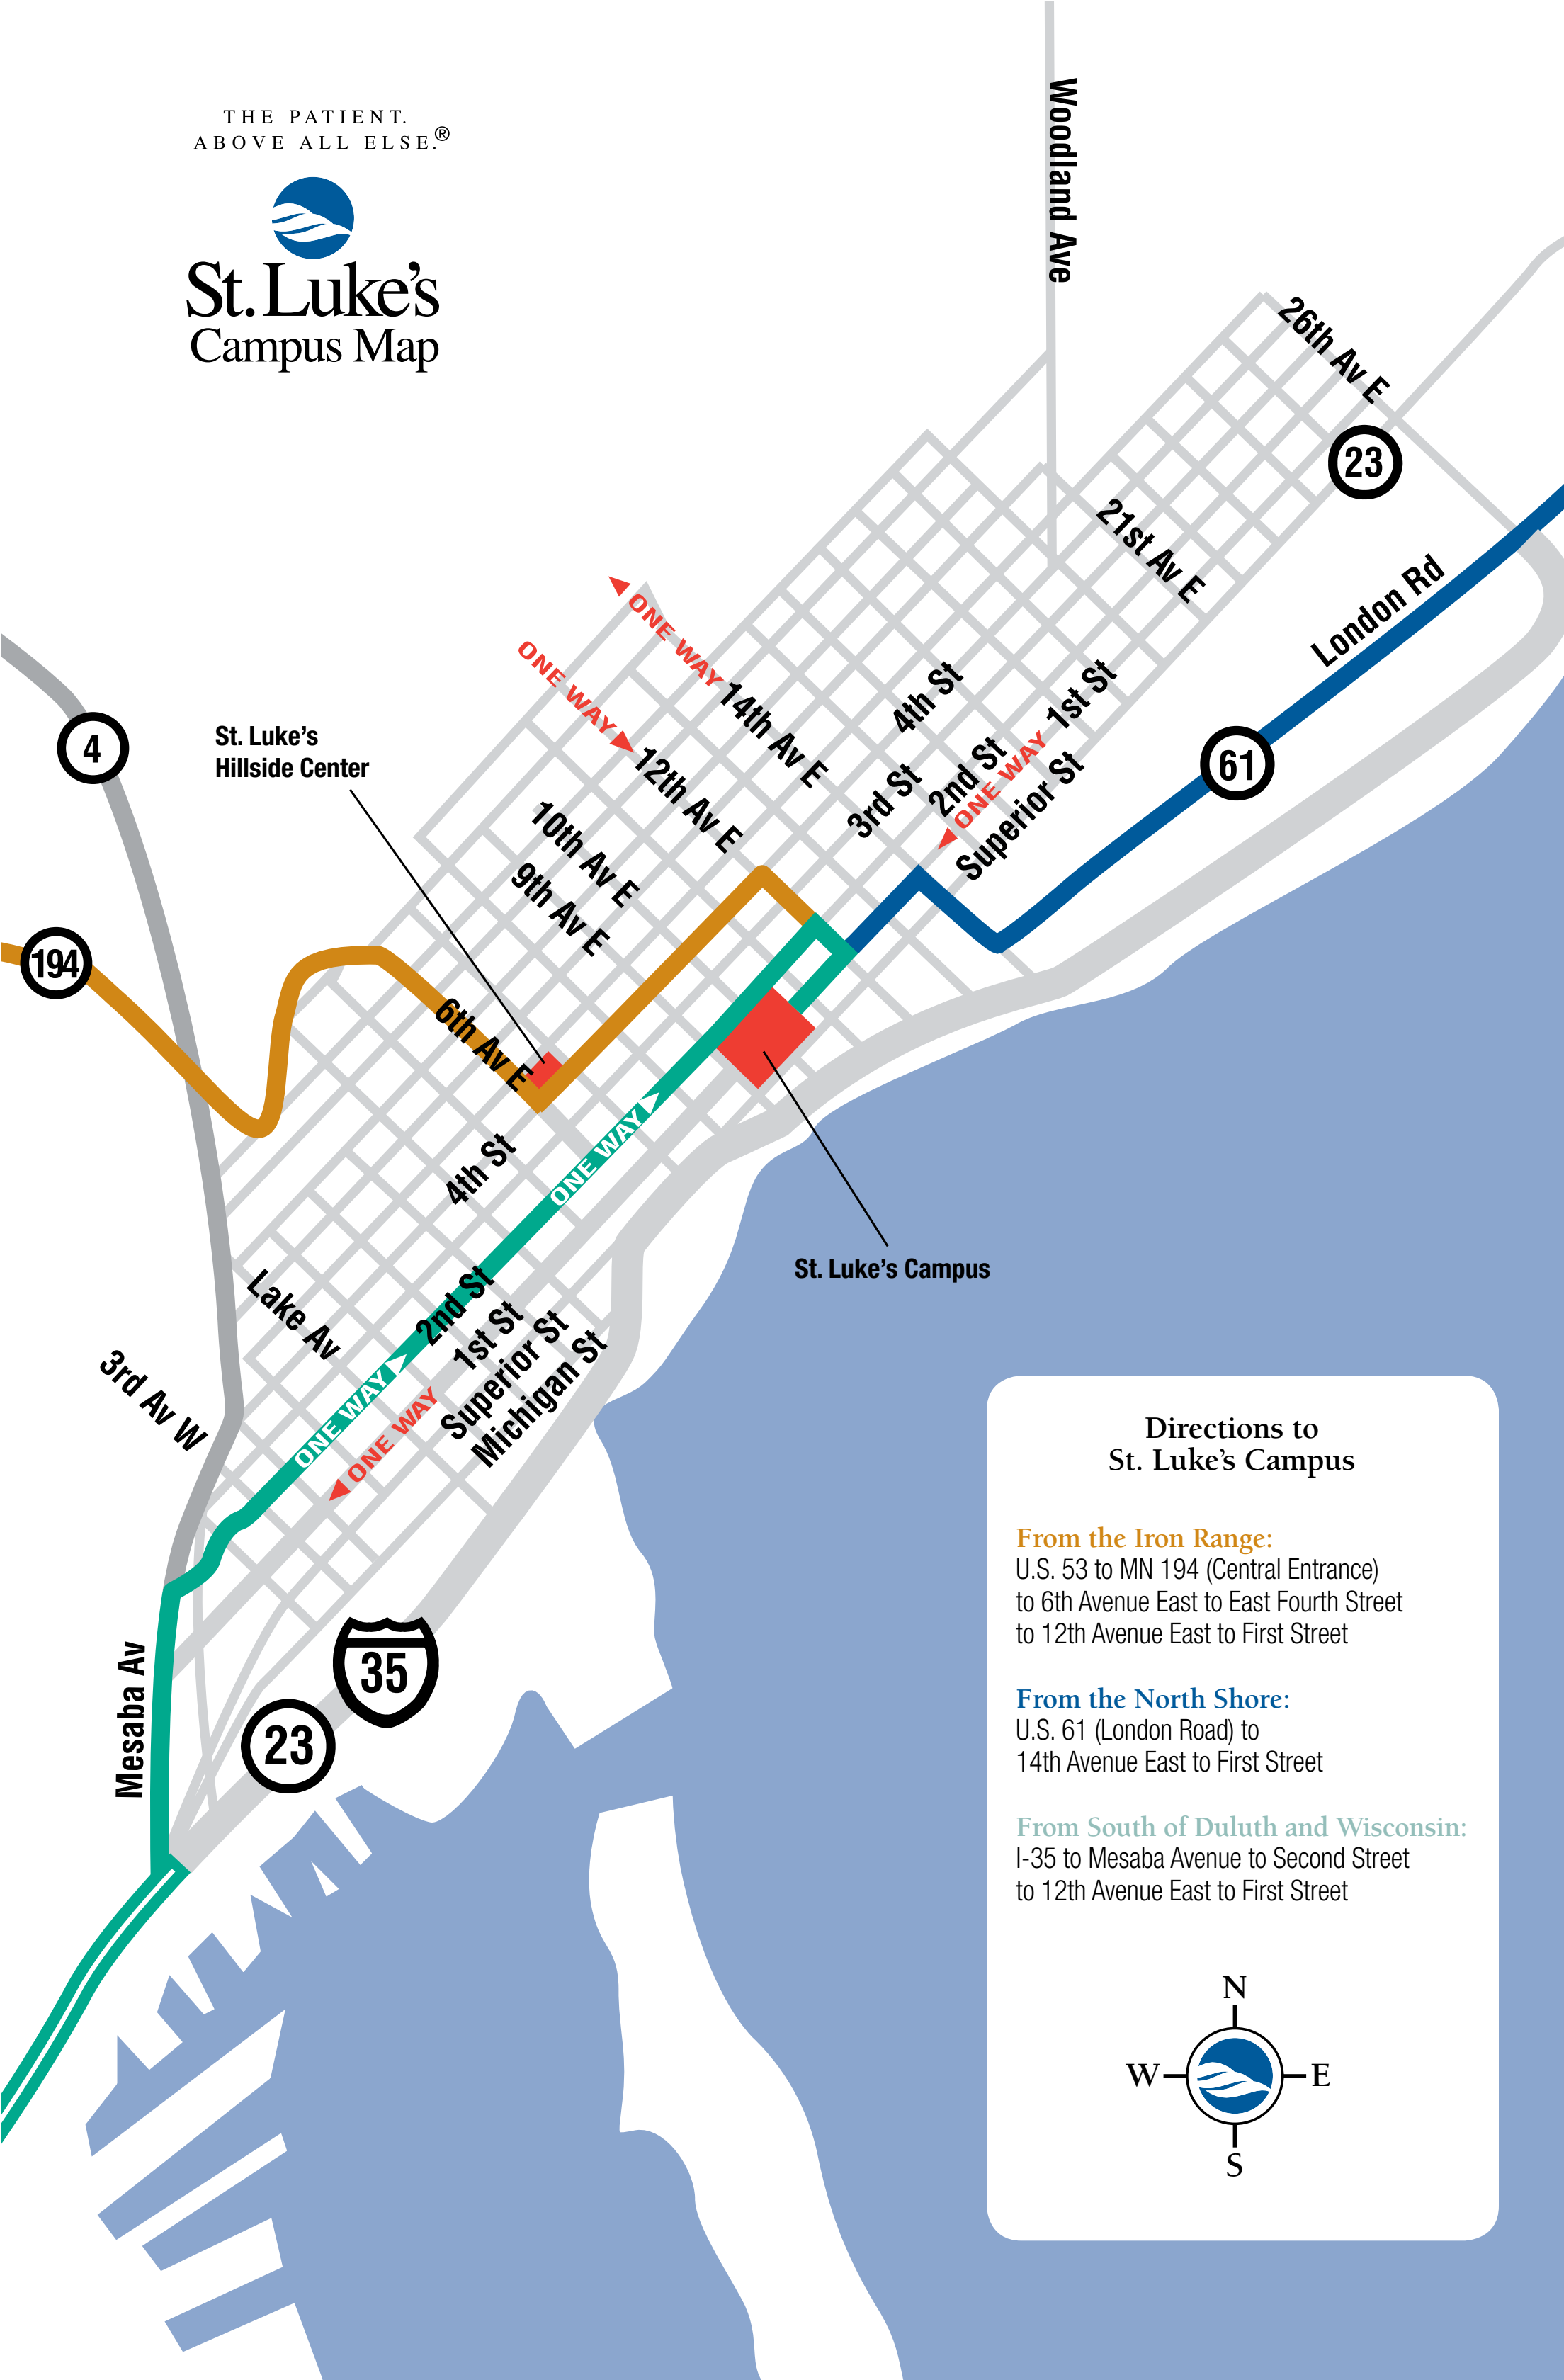 THE PATIENT.
ABOVE ALL ELSE.®
St. Luke's
Campus Map
Woodland Ave
26th Av E
23
21st Av E
London Rd
61
ONE WAY
ONE WAY
14th Av E
12th Av E
4th St
1st St
3rd St
2nd St
ONE WAY
Superior St
4
St. Luke's
Hillside Center
10th Av E
9th Av E
194
6th Av E
4th St
ONE WAY
St. Luke's Campus
Lake Av
2nd St
1st St
Superior St
Michigan St
3rd Av W
ONE WAY
ONE WAY
Mesaba Av
35
23
Directions to
St. Luke's Campus
From the Iron Range:
U.S. 53 to MN 194 (Central Entrance)
to 6th Avenue East to East Fourth Street
to 12th Avenue East to First Street
From the North Shore:
U.S. 61 (London Road) to
14th Avenue East to First Street
From South of Duluth and Wisconsin:
I-35 to Mesaba Avenue to Second Street
to 12th Avenue East to First Street
N
W
E
S